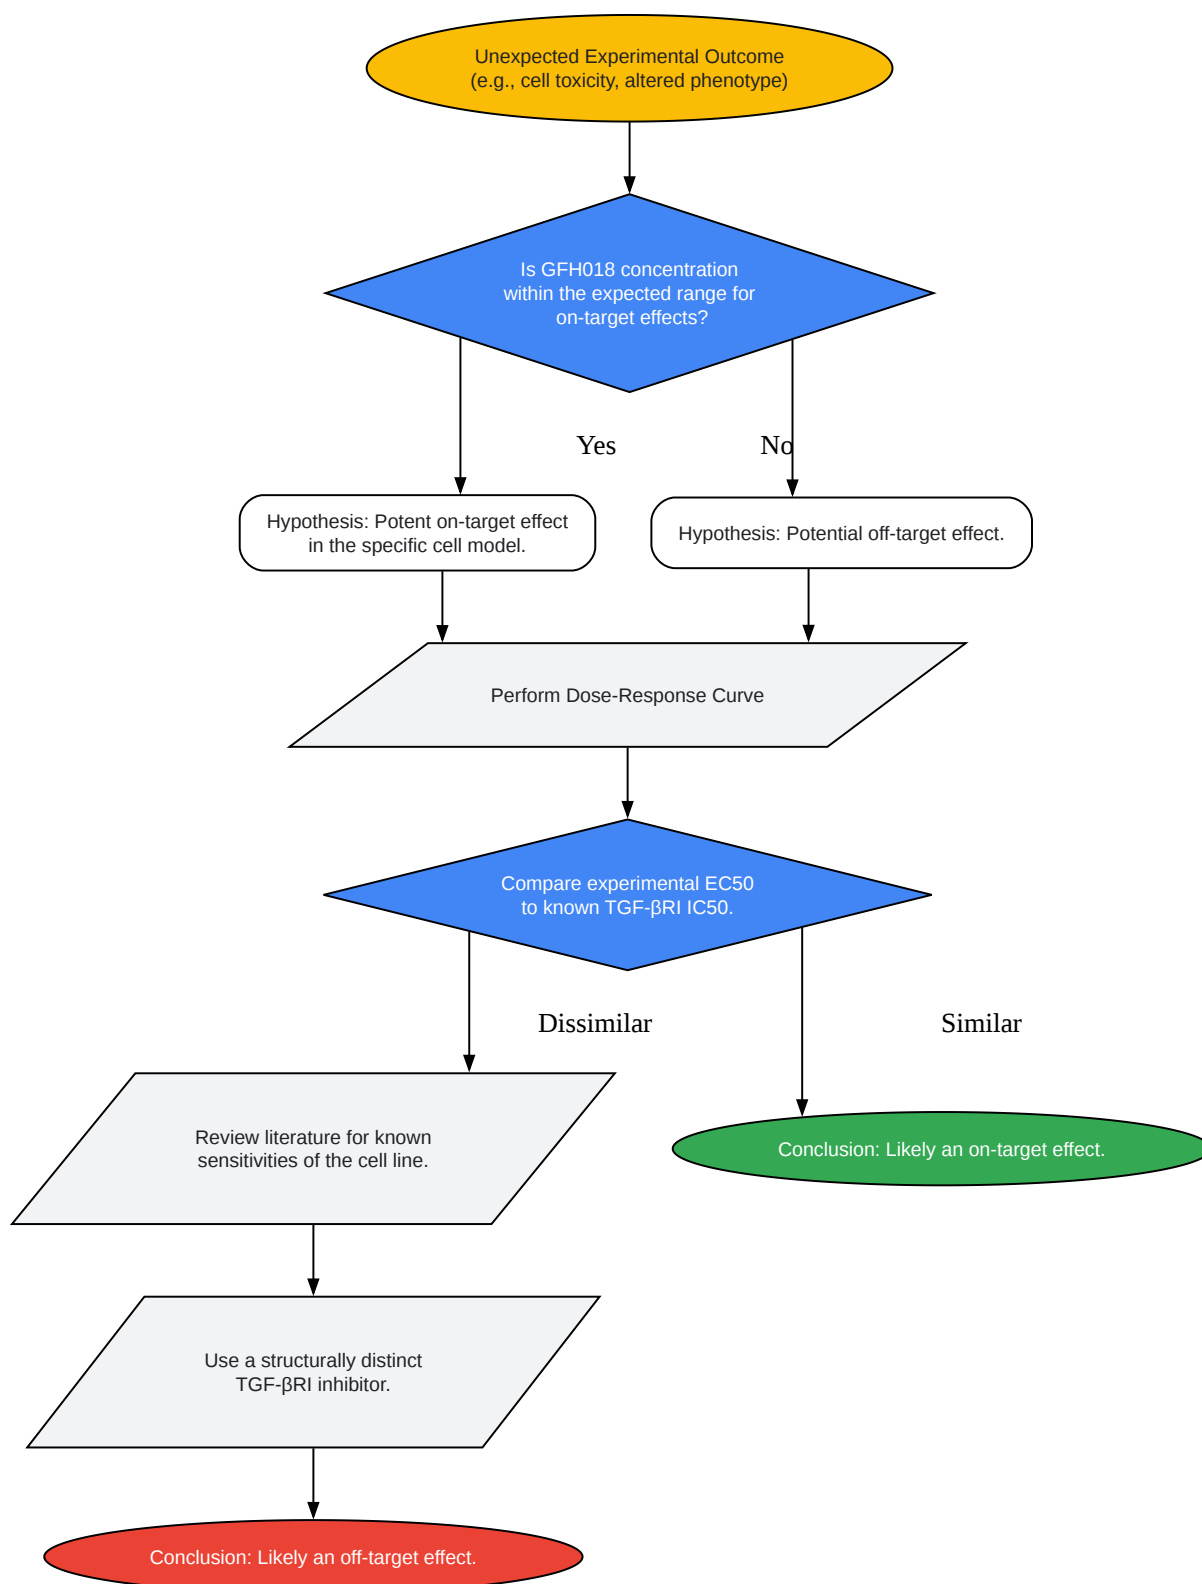 Unexpected Experimental Outcome
(e.g., cell toxicity, altered phenotype)
Is GFH018 concentration
within the expected range for
on-target effects?
Yes
No
Hypothesis: Potent on-target effect
in the specific cell model.
Hypothesis: Potential off-target effect.
Perform Dose-Response Curve
Compare experimental EC50
to known TGF-βRI IC50.
Dissimilar
Similar
Review literature for known
sensitivities of the cell line.
Conclusion: Likely an on-target effect.
Use a structurally distinct
TGF-βRI inhibitor.
Conclusion: Likely an off-target effect.